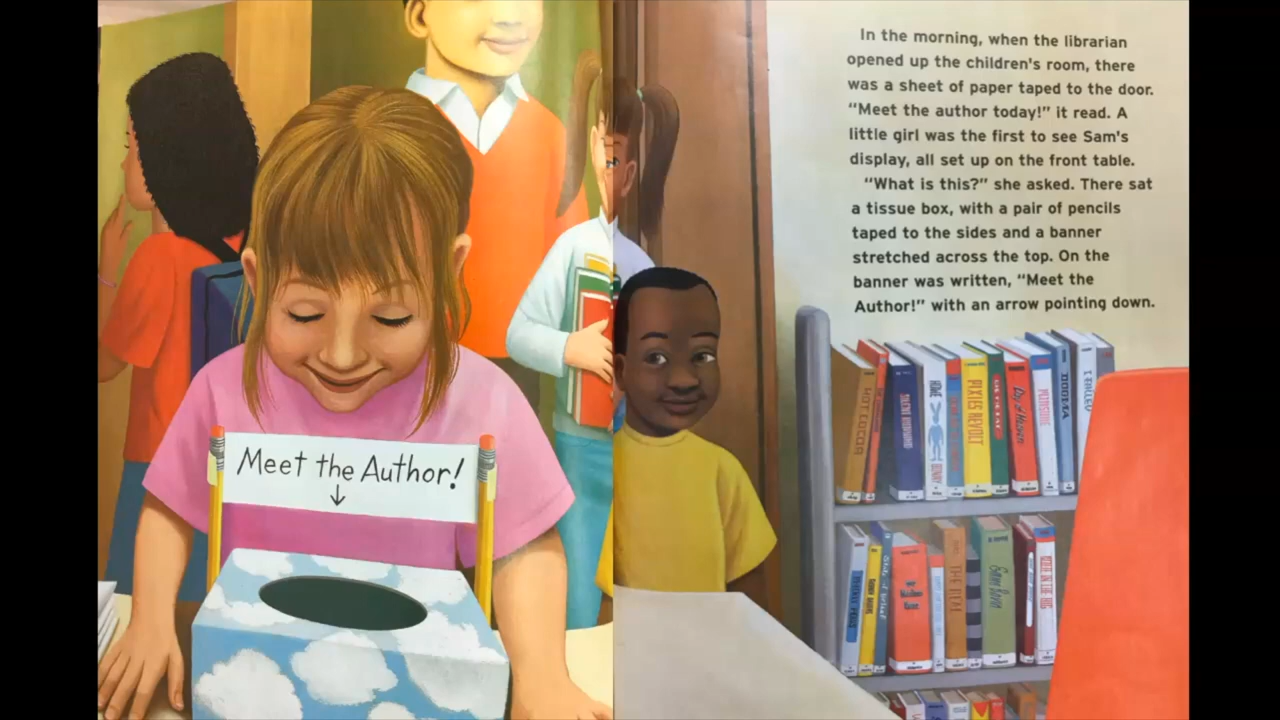 Meet the Author!
In the morning, when the librarian
opened up the children's room, there
was a sheet of paper taped to the door.
"Meet the author today!" it read. A
little girl was the first to see Sam's
display, all set up on the front table.
"What is this?" she asked. There sat
a tissue box, with a pair of pencils
taped to the sides and a banner
stretched across the top. On the
banner was written, "Meet the
Author!" with an arrow pointing down.
HOT COCOA
PIXIES REVOLT